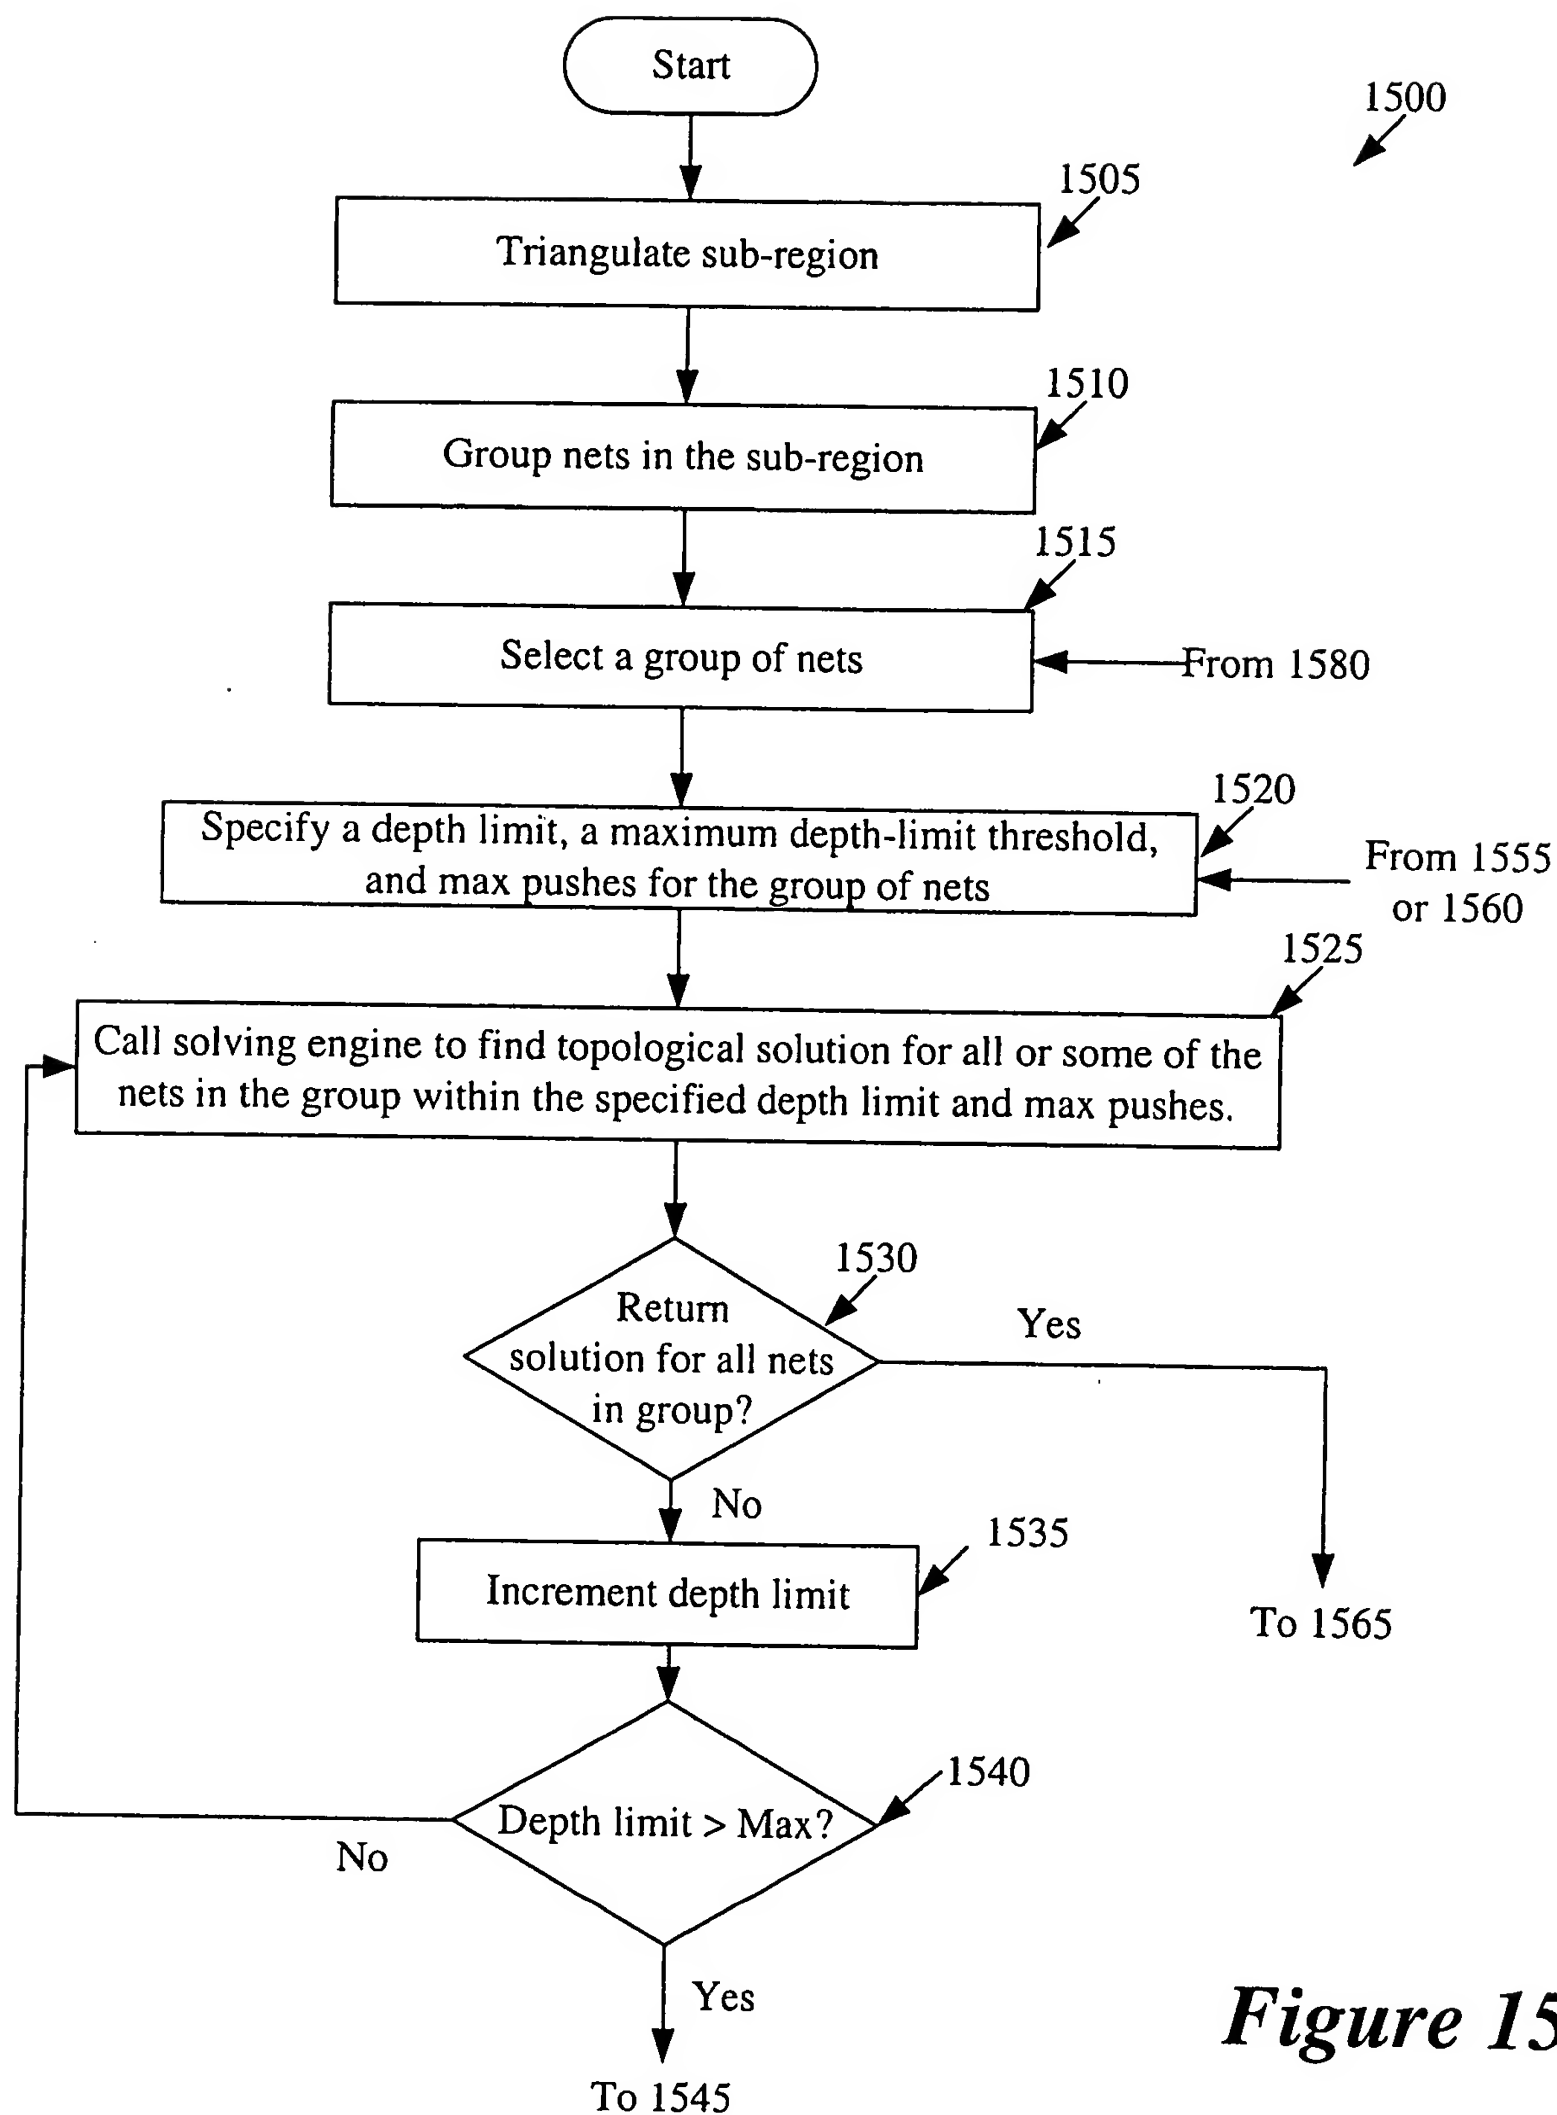 Start
1500
1505
Triangulate sub-region
1510
Group nets in the sub-region
1515
Select a group of nets
From 1580
1520
Specify a depth limit, a maximum depth-limit threshold,
and max pushes for the group of nets
From 1555
or 1560
1525
Call solving engine to find topological solution for all or some of the
nets in the group within the specified depth limit and max pushes.
1530
Return
solution for all nets
in group?
Yes
No
1535
Increment depth limit
To 1565
1540
Depth limit > Max?
No
Yes
To 1545
Figure 15